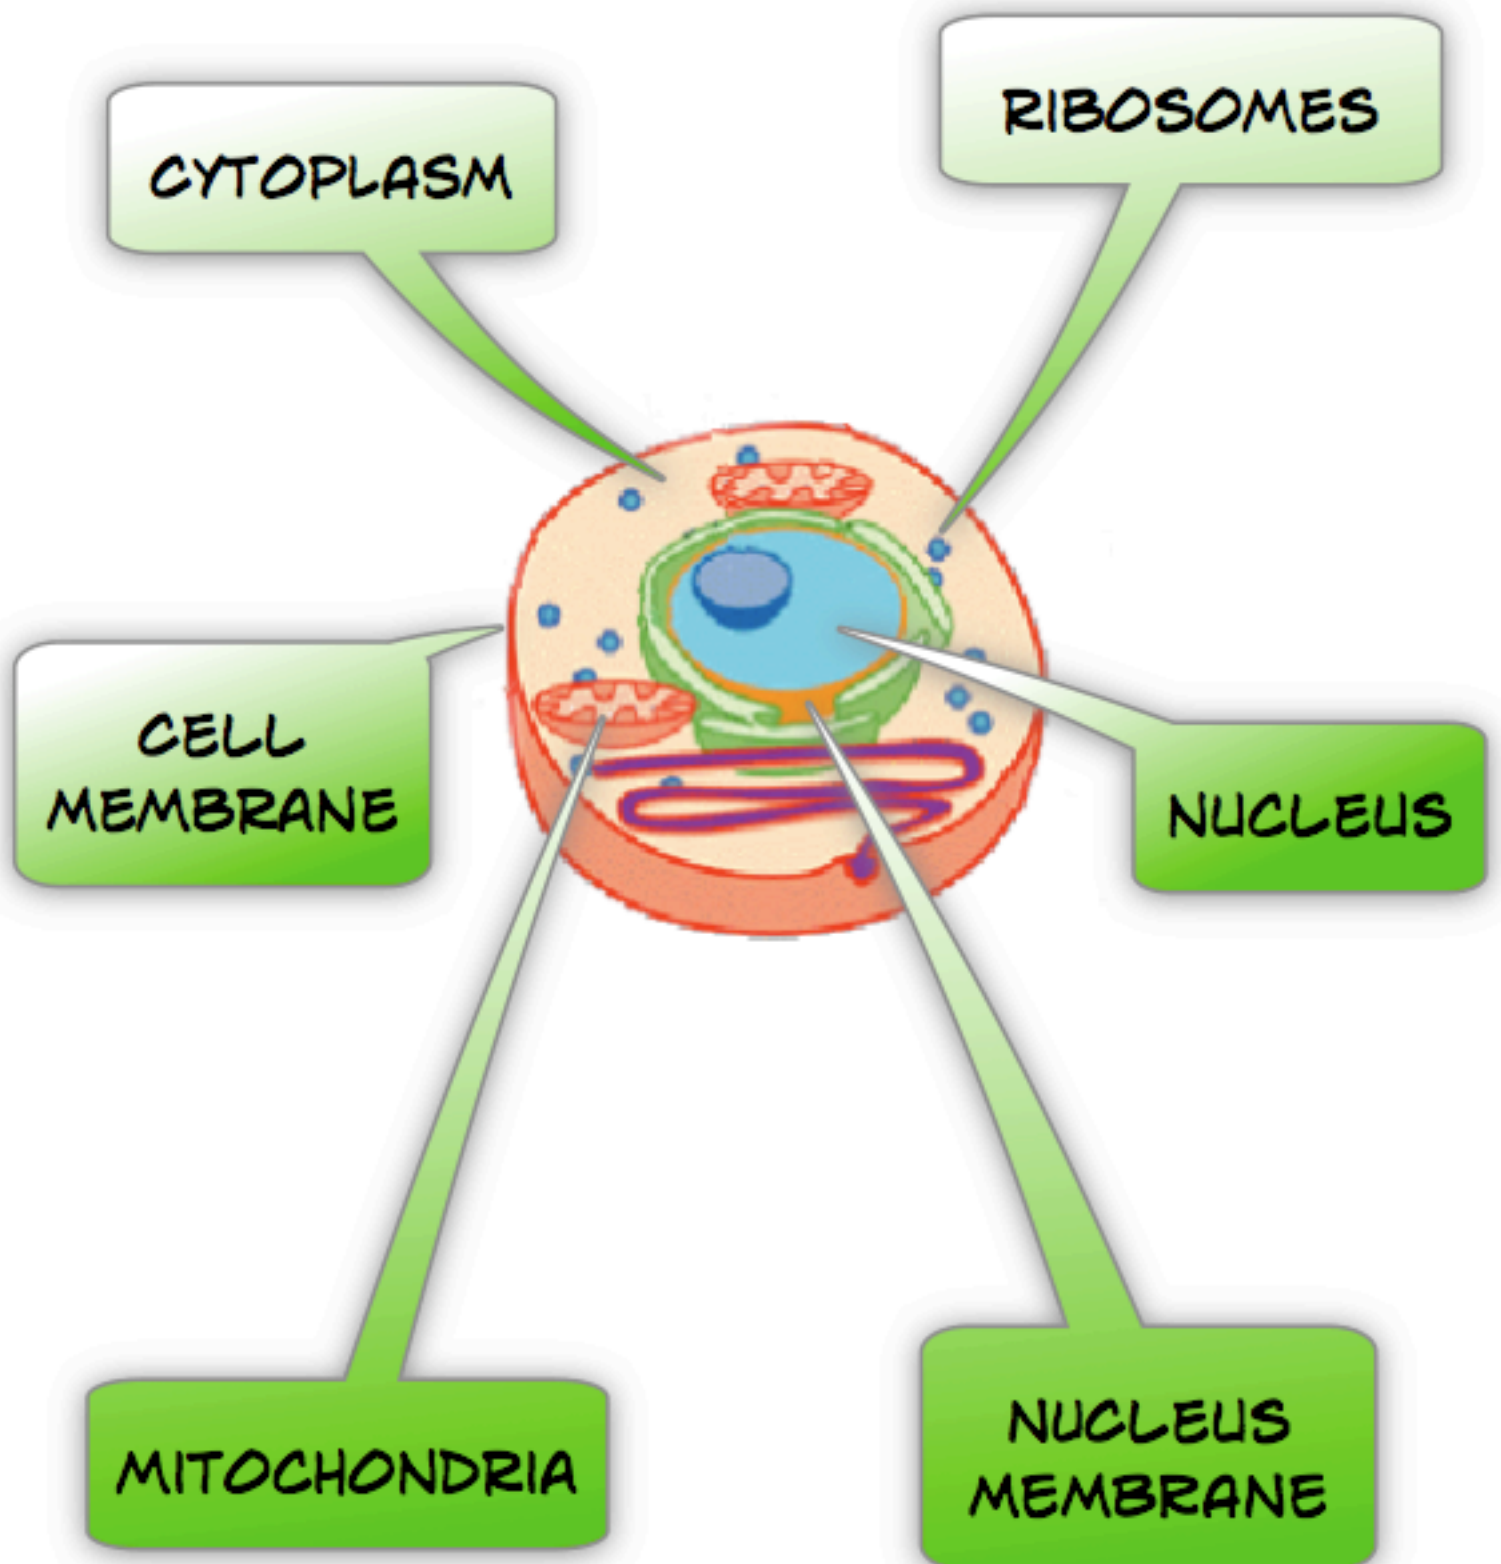 RIBOSOMES
CYTOPLASM
CELL
MEMBRANE
NUCLEUS
MITOCHONDRIA
NUCLEUS
MEMBRANE